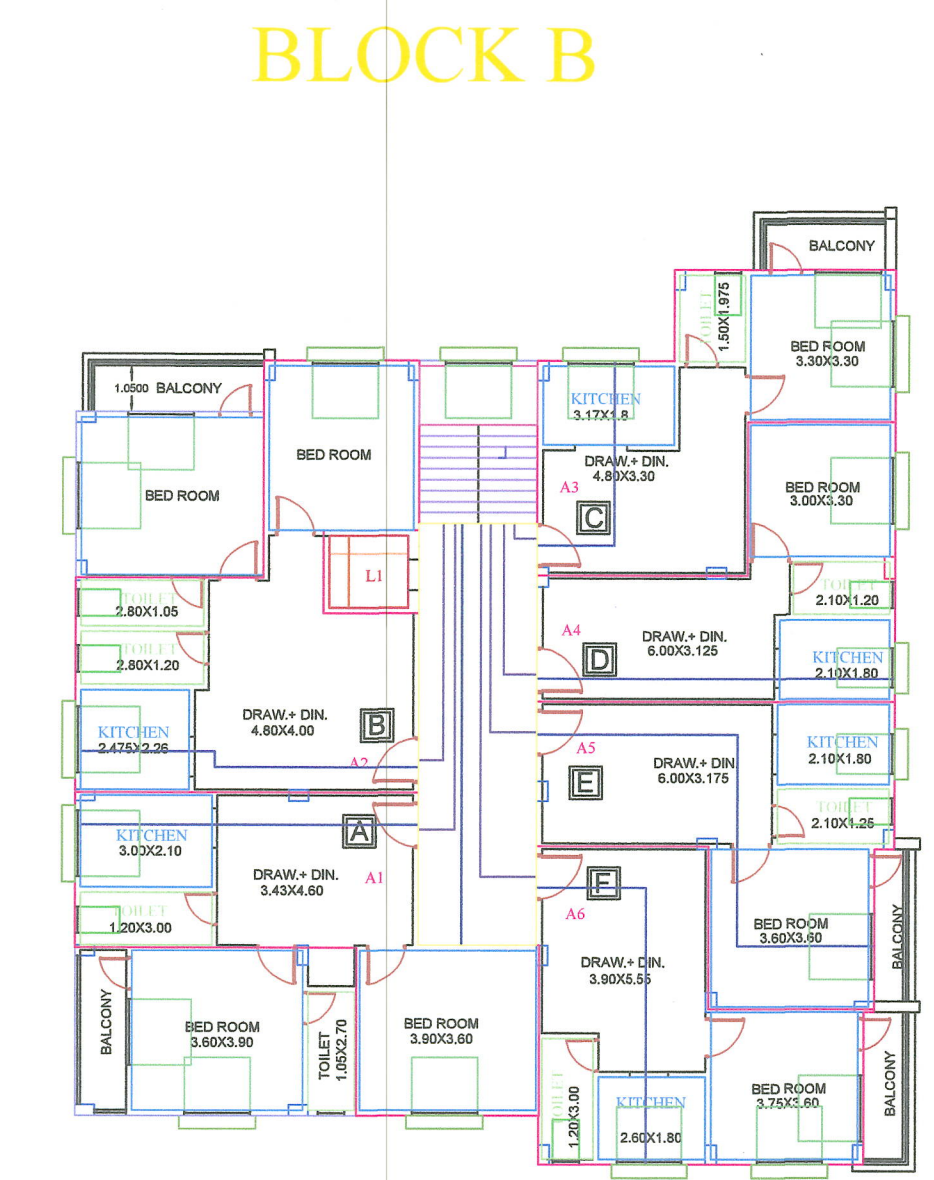 BLOCK B
BALCONY
TOILET
1.50X1.975
BED ROOM
3.30X3.30
1.0500 BALCONY
KITCHEN
3.17X1.8
BED ROOM
DRAW.+ DIN.
4.80X3.30
A3
C
BED ROOM
3.00X3.30
BED ROOM
L1
TOILET
2.80X1.05
TOILET
2.10X1.20
A4
D
DRAW.+ DIN.
6.00X3.125
TOILET
2.80X1.20
KITCHEN
2.10X1.80
DRAW.+ DIN.
4.80X4.00
B
KITCHEN
2.475X2.26
A2
A5
E
DRAW.+ DIN
6.00X3.175
KITCHEN
2.10X1.80
KITCHEN
3.00X2.10
A
TOILET
2.10X1.25
DRAW.+ DIN.
3.43X4.60
A1
F
A6
TOILET
1.20X3.00
BED ROOM
3.60X3.60
BALCONY
DRAW.+ DIN.
3.90X5.55
BALCONY
BED ROOM
3.60X3.90
TOILET
1.05X2.70
BED ROOM
3.90X3.60
TOILET
1.20X3.00
KITCHEN
2.60X1.80
BED ROOM
3.75X3.60
BALCONY